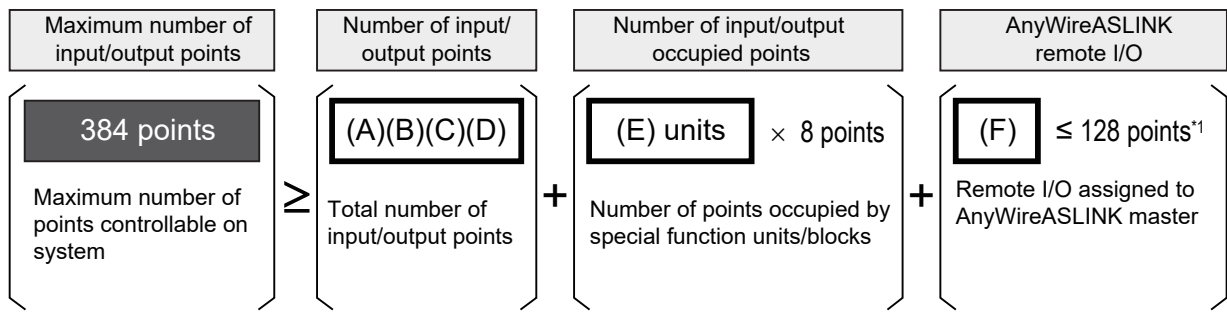 Maximum number of
input/output points
Number of input/
output points
Number of input/output
occupied points
AnyWireASLINK
remote I/O
384 points
Maximum number of
points controllable on
system
≥
(A)(B)(C)(D)
Total number of
input/output points
+
(E) units × 8 points
Number of points occupied by
special function units/blocks
+
(F) ≤ 128 points*1
Remote I/O assigned to
AnyWireASLINK master